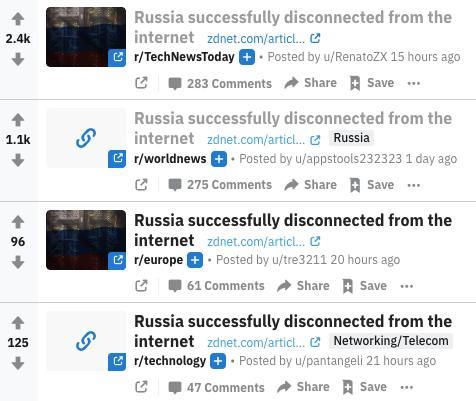 Russia successfully disconnected from the
2.4k
internet zdnet.com/articl...
r/TechNewsToday + • Posted by u/RenatoZX 15 hours ago
283 Comments Share Save ...
Russia successfully disconnected from the
1.1k
internet zdnet.com/articl... Russia
r/worldnews + • Posted by u/appstools232323 1 day ago
275 Comments Share Save ...
Russia successfully disconnected from the
96
internet zdnet.com/articl...
r/europe + • Posted by u/tre3211 20 hours ago
61 Comments Share Save ...
Russia successfully disconnected from the
125
internet zdnet.com/articl... Networking/Telecom
r/technology + • Posted by u/pantangeli 21 hours ago
47 Comments Share Save ...